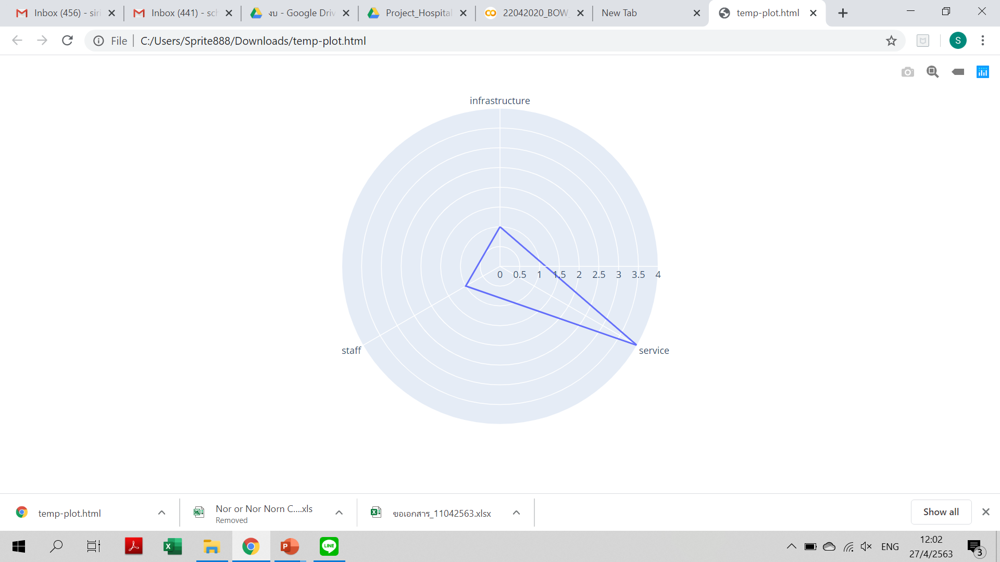 Inbox (456) - siri
Inbox (441) - sch
งบ - Google Driv
Project_Hospital
22042020_BOW_
New Tab
temp-plot.html
File
C:/Users/Sprite888/Downloads/temp-plot.html
S
infrastructure
0 0.5 1 1.5 2 2.5 3 3.5 4
staff
service
temp-plot.html
Nor or Nor Norn C....xls
Removed
ขอเอกสาร_11042563.xlsx
Show all
LINE
ENG
12:02
27/4/2563
3